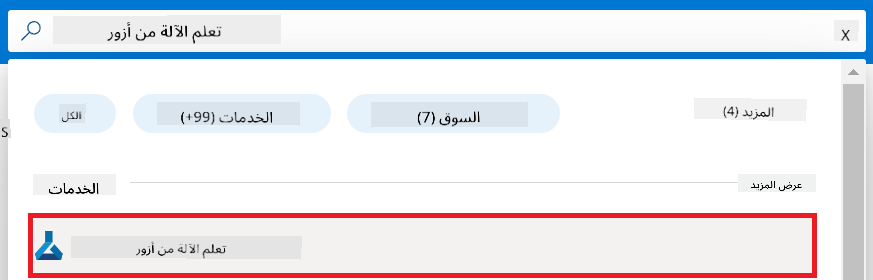 تعلم الآلة من أزور X
الكل الخدمات (99+) السوق (7) المزيد (4)
S
الخدمات عرض المزيد
تعلم الآلة من أزور